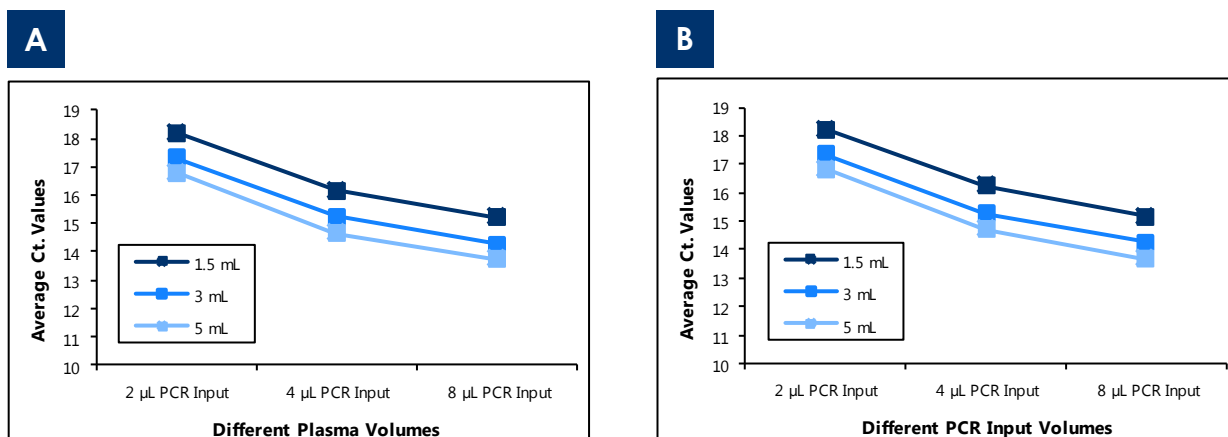 A
19
18
17
16
15
14
13
12
11
10
Average Ct. Values
1.5 mL
3 mL
5 mL
2 µL PCR Input
4 µL PCR Input
8 µL PCR Input
Different Plasma Volumes
B
19
18
17
16
15
14
13
12
11
10
Average Ct. Values
1.5 mL
3 mL
5 mL
2 µL PCR Input
4 µL PCR Input
8 µL PCR Input
Different PCR Input Volumes